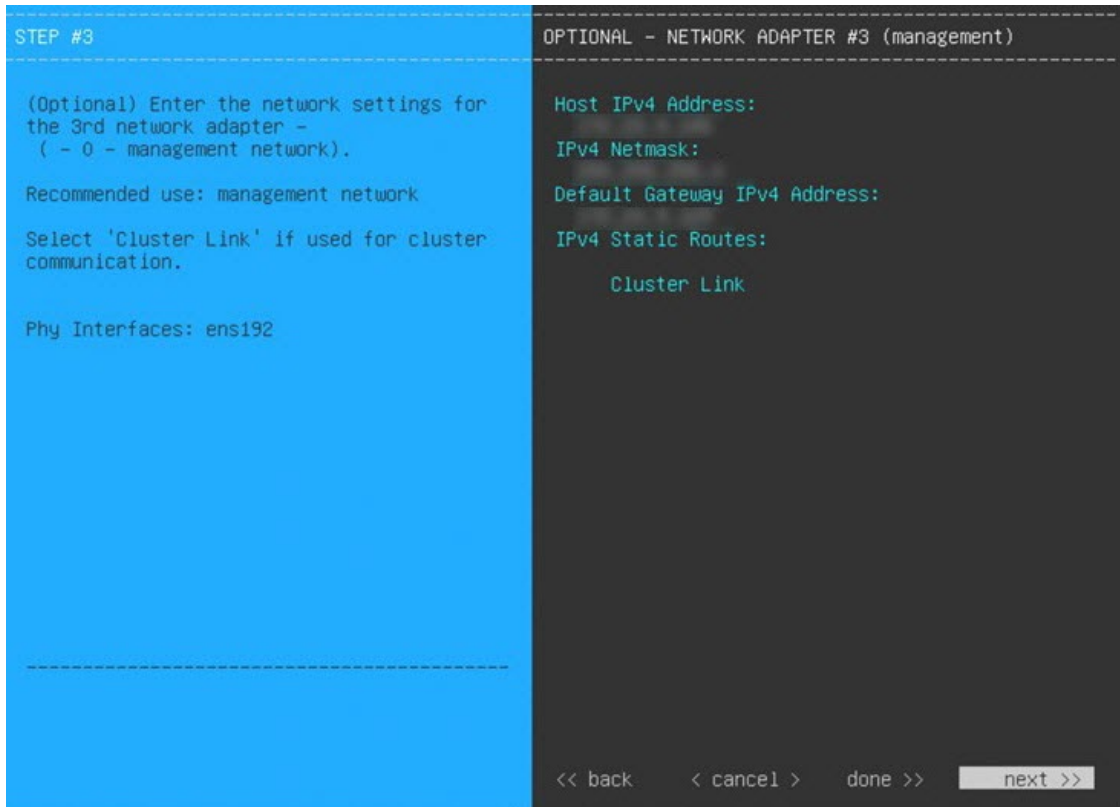 STEP #3
(Optional) Enter the network settings for
the 3rd network adapter -
( - 0 - management network).
Recommended use: management network
Select 'Cluster Link' if used for cluster
communication.
Phy Interfaces: ens192
OPTIONAL - NETWORK ADAPTER #3 (management)
Host IPv4 Address:
IPv4 Netmask:
Default Gateway IPv4 Address:
IPv4 Static Routes:
Cluster Link
<< back < cancel > done >> next >>